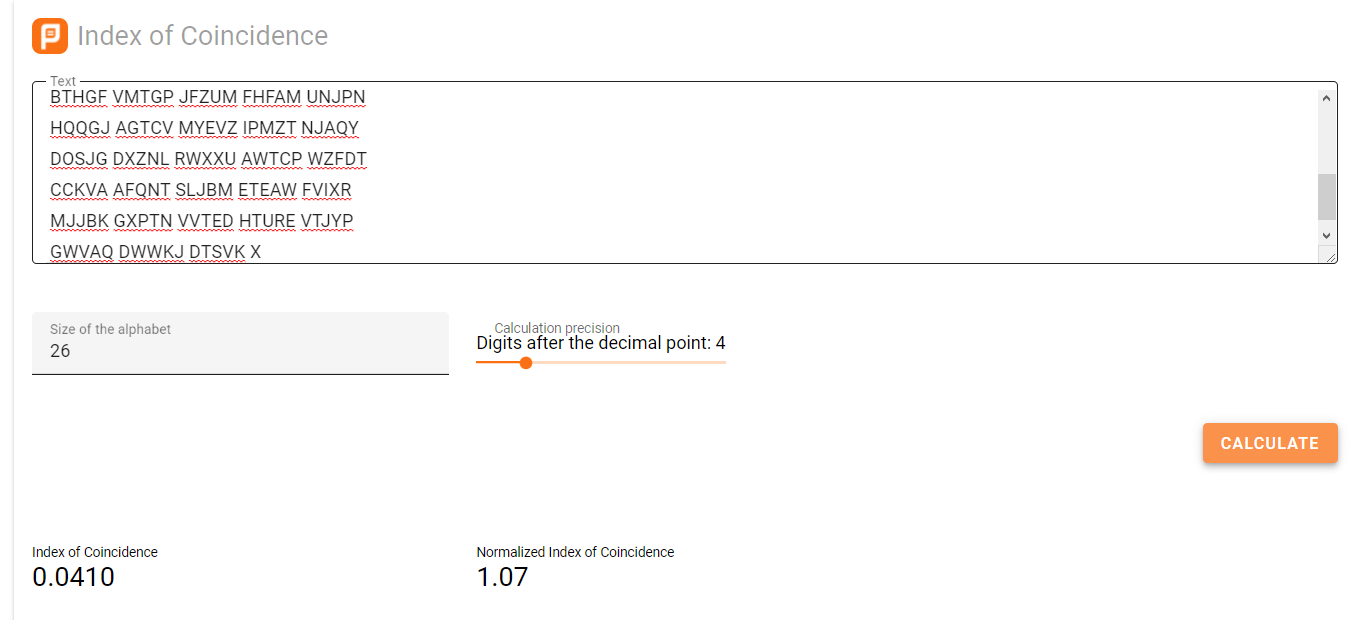 Index of Coincidence
Text
BTHGF VMTGP JFZUM FHFAM UNJPN
HQQGJ AGTCV MYEVZ IPMZT NJAQY
DOSJG DXZNL RWXXU AWTCP WZFDT
CCKVA AFQNT SLJBM ETEAW FVIXR
MJJBK GXPTN VVTED HTURE VTJYP
GWVAQ DWWKJ DTSVK X
Size of the alphabet
26
Calculation precision
Digits after the decimal point: 4
CALCULATE
Index of Coincidence
0.0410
Normalized Index of Coincidence
1.07